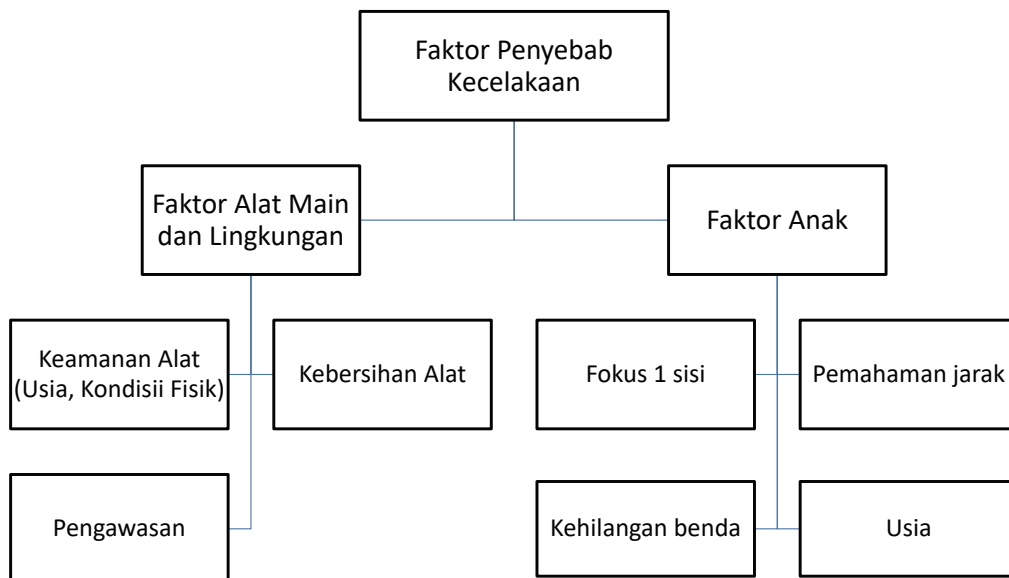 Faktor Penyebab
Kecelakaan
Faktor Alat Main
dan Lingkungan
Faktor Anak
Keamanan Alat
(Usia, Kondisii Fisik)
Kebersihan Alat
Fokus 1 sisi
Pemahaman jarak
Pengawasan
Kehilangan benda
Usia